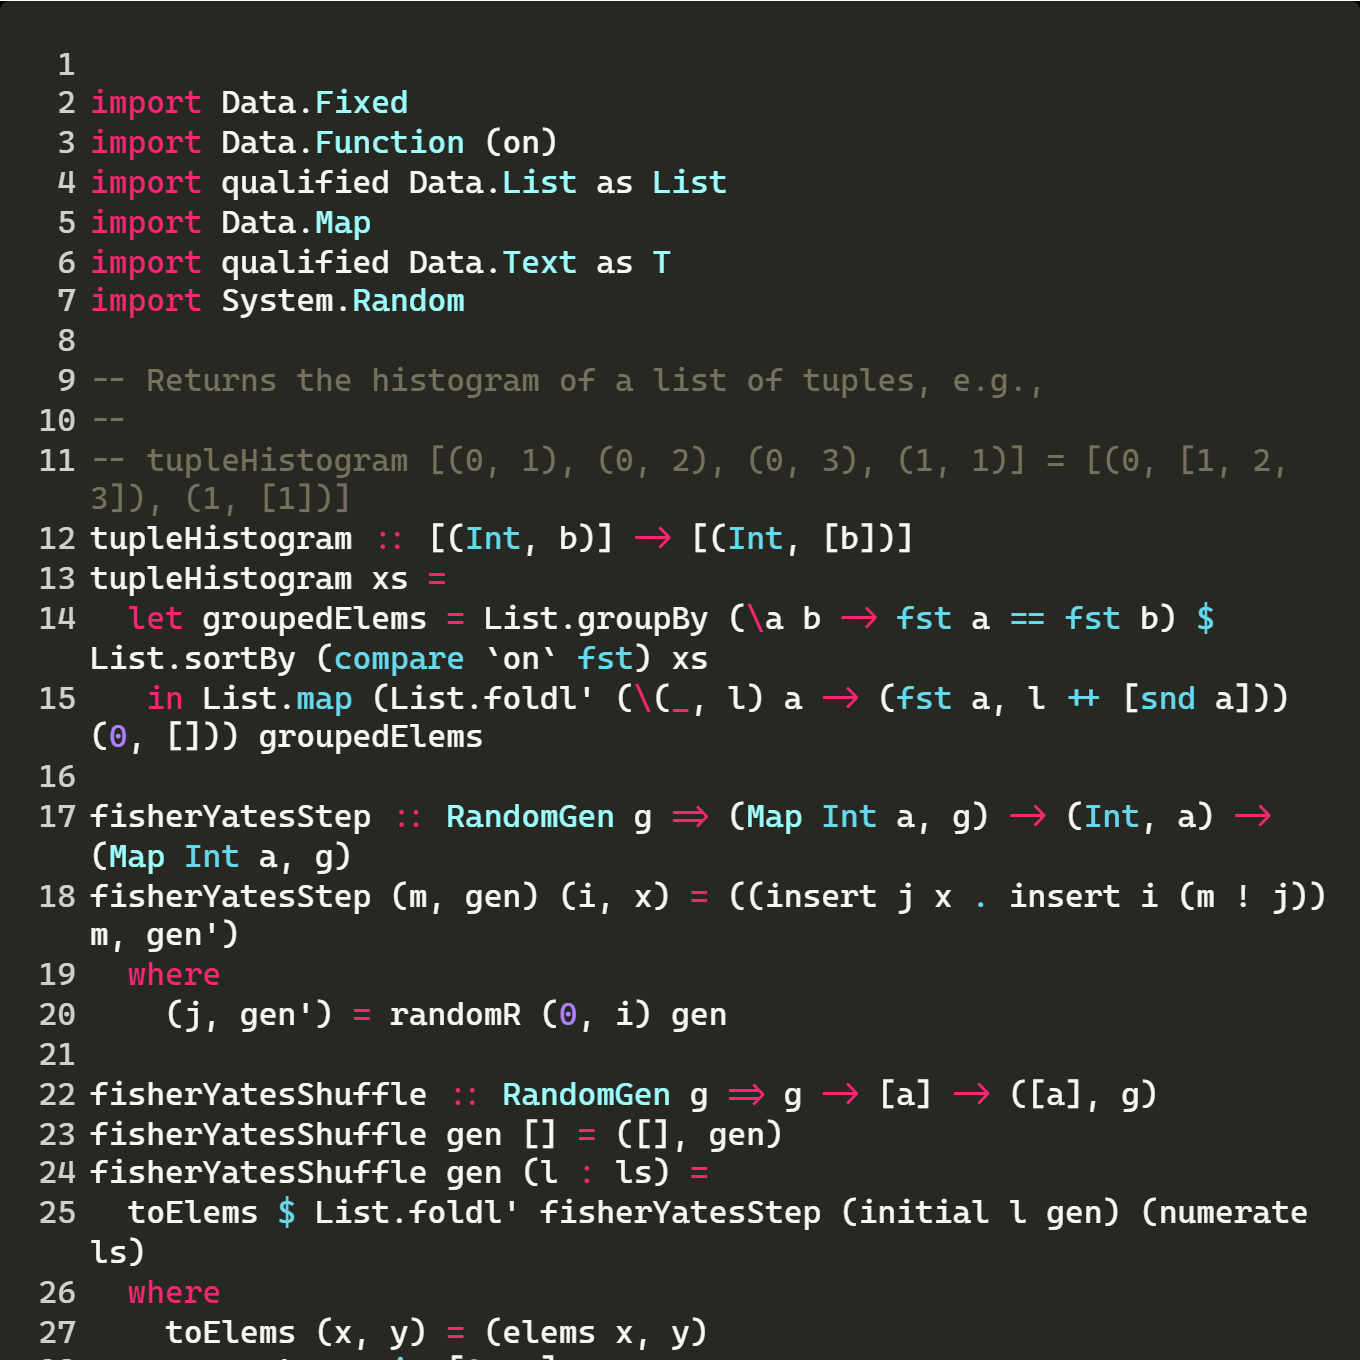 1
2 import Data.Fixed
3 import Data.Function (on)
4 import qualified Data.List as List
5 import Data.Map
6 import qualified Data.Text as T
7 import System.Random
8
9 -- Returns the histogram of a list of tuples, e.g.,
10 --
11 -- tupleHistogram [(0, 1), (0, 2), (0, 3), (1, 1)] = [(0, [1, 2,
3]), (1, [1])]
12 tupleHistogram :: [(Int, b)] -> [(Int, [b])]
13 tupleHistogram xs =
14   let groupedElems = List.groupBy (\a b -> fst a == fst b) $
List.sortBy (compare `on` fst) xs
15    in List.map (List.foldl' (\(_, l) a -> (fst a, l ++ [snd a]))
(0, [])) groupedElems
16
17 fisherYatesStep :: RandomGen g => (Map Int a, g) -> (Int, a) ->
(Map Int a, g)
18 fisherYatesStep (m, gen) (i, x) = ((insert j x . insert i (m ! j))
m, gen')
19   where
20     (j, gen') = randomR (0, i) gen
21
22 fisherYatesShuffle :: RandomGen g => g -> [a] -> ([a], g)
23 fisherYatesShuffle gen [] = ([], gen)
24 fisherYatesShuffle gen (l : ls) =
25   toElems $ List.foldl' fisherYatesStep (initial l gen) (numerate
ls)
26   where
27     toElems (x, y) = (elems x, y)